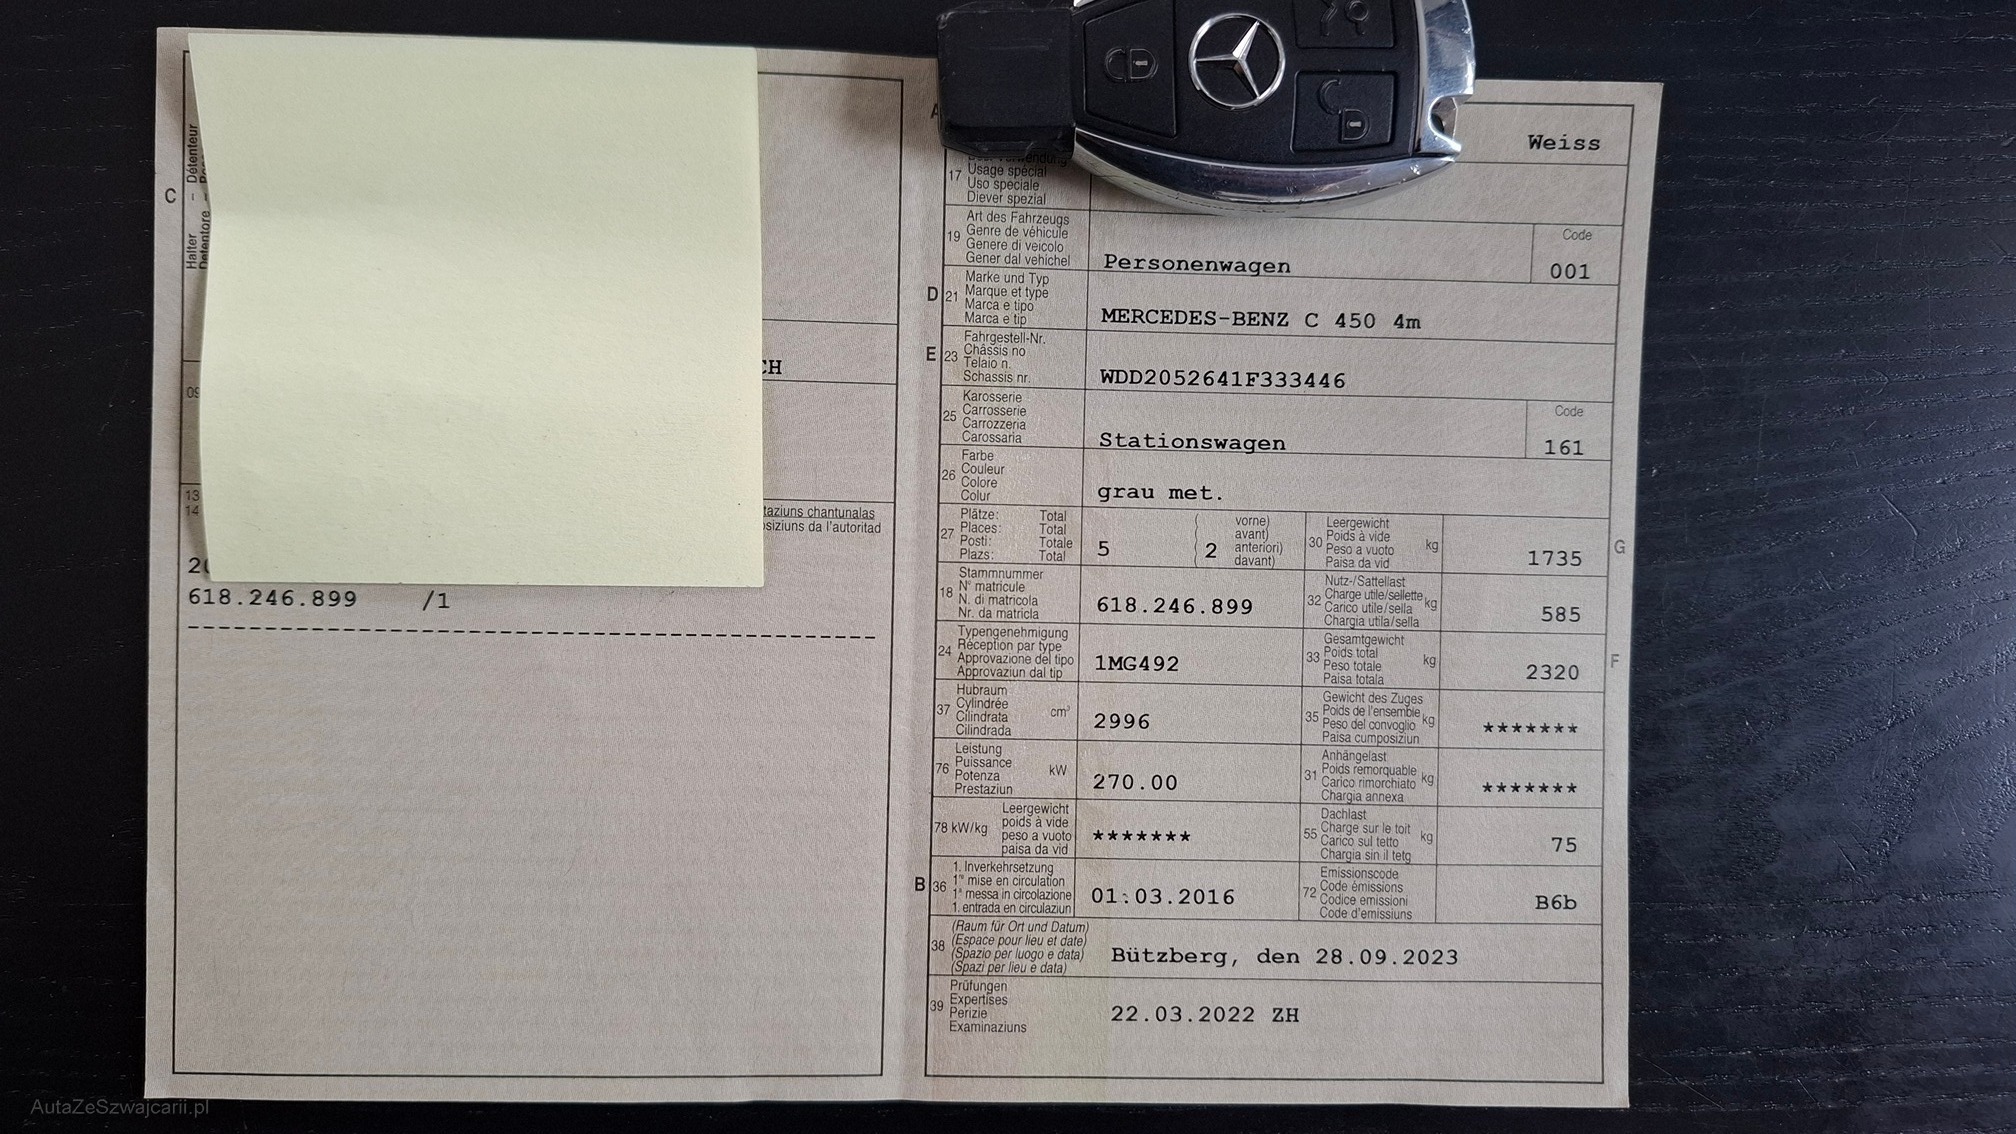 C
Halter – Détenteur
Detentore –
CH
09
13
14
taziuns chantunalas
osiziuns da l'autoritad
20
618.246.899 /1
A
Weiss
17
Usage spécial
Uso speciale
Diever spezial
19
Art des Fahrzeugs
Genre de véhicule
Genere di veicolo
Gener dal vehichel
Personenwagen
Code
001
D 21
Marke und Typ
Marque et type
Marca e tipo
Marca e tip
MERCEDES-BENZ C 450 4m
E 23
Fahrgestell-Nr.
Châssis no
Telaio n.
Schassis nr.
WDD2052641F333446
25
Karosserie
Carrosserie
Carrozzeria
Carossaria
Stationswagen
Code
161
26
Farbe
Couleur
Colore
Colur
grau met.
27
Plätze: Total
Places: Total
Posti: Totale
Plazs: Total
5
( 2
vorne)
avant)
anteriori)
davant)
30
Leergewicht
Poids à vide
Peso a vuoto
Paisa da vid
kg
1735
G
18
Stammnummer
N° matricule
N. di matricola
Nr. da matricla
618.246.899
32
Nutz-/Sattellast
Charge utile/sellette
Carico utile/sella
Chargia utila/sella
kg
585
24
Typengenehmigung
Réception par type
Approvazione del tipo
Approvaziun dal tip
1MG492
33
Gesamtgewicht
Poids total
Peso totale
Paisa totala
kg
2320
F
37
Hubraum
Cylindrée
Cilindrata
Cilindrada
cm³
2996
35
Gewicht des Zuges
Poids de l'ensemble
Peso del convoglio
Paisa cumposiziun
kg
*******
76
Leistung
Puissance
Potenza
Prestaziun
kW
270.00
31
Anhängelast
Poids remorquable
Carico rimorchiato
Chargia annexa
kg
*******
78 kW/kg
Leergewicht
poids à vide
peso a vuoto
paisa da vid
*******
55
Dachlast
Charge sur le toit
Carico sul tetto
Chargia sin il tetg
kg
75
B 36
1. Inverkehrsetzung
1re mise en circulation
1a messa in circolazione
1. entrada en circulaziun
01.03.2016
72
Emissionscode
Code émissions
Codice emissioni
Code d'emissiuns
B6b
38
(Raum für Ort und Datum)
(Espace pour lieu et date)
(Spazio per luogo e data)
(Spazi per lieu e data)
Bützberg, den 28.09.2023
39
Prüfungen
Expertises
Perizie
Examinaziuns
22.03.2022 ZH
AutaZeSzwajcarii.pl